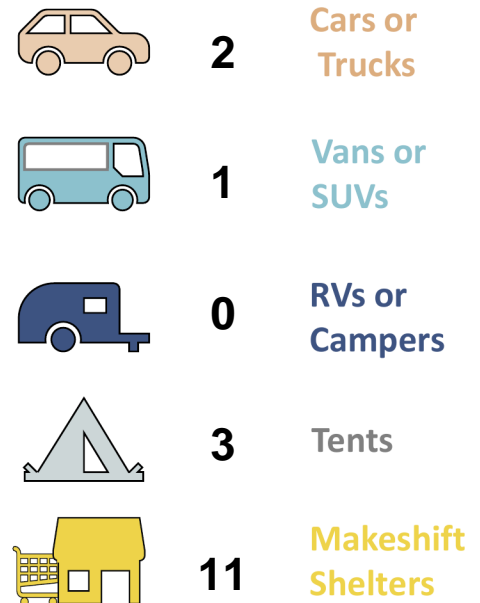 2
Cars or
Trucks
1
Vans or
SUVs
0
RVs or
Campers
3
Tents
11
Makeshift
Shelters